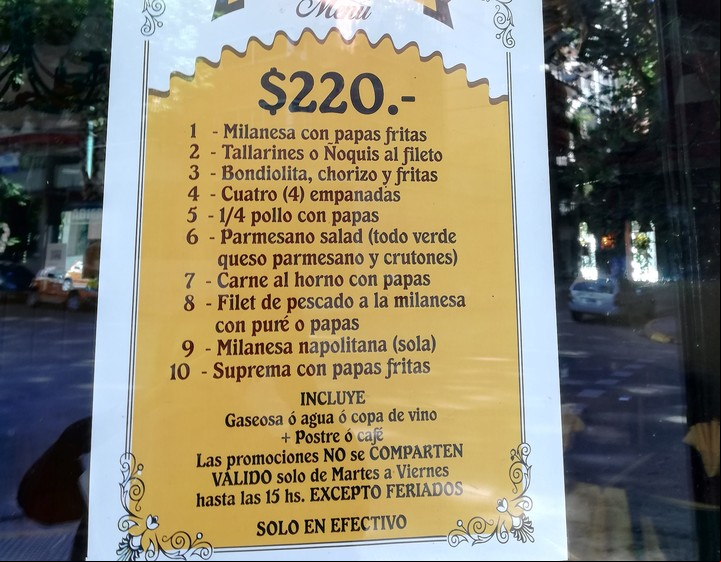 Menu
$220.-
1 - Milanesa con papas fritas
2 - Tallarines o Ñoquis al fileto
3 - Bondiolita, chorizo y fritas
4 - Cuatro (4) empanadas
5 - 1/4 pollo con papas
6 - Parmesano salad (todo verde
queso parmesano y crutones)
7 - Carne al horno con papas
8 - Filet de pescado a la milanesa
con puré o papas
9 - Milanesa napolitana (sola)
10 - Suprema con papas fritas
INCLUYE
Gaseosa ó agua ó copa de vino
+ Postre ó café
Las promociones NO se COMPARTEN
VÁLIDO solo de Martes a Viernes
hasta las 15 hs. EXCEPTO FERIADOS
SOLO EN EFECTIVO